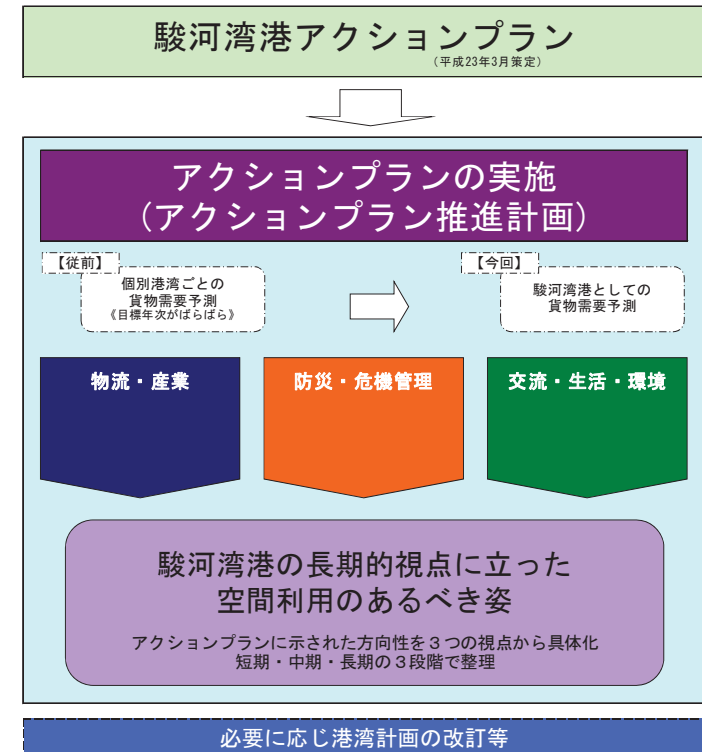 駿河湾港アクションプラン
(平成23年3月策定)
アクションプランの実施
(アクションプラン推進計画)
【従前】
個別港湾ごとの
貨物需要予測
《目標年次がばらばら》
【今回】
駿河湾港としての
貨物需要予測
物流・産業
防災・危機管理
交流・生活・環境
駿河湾港の長期的視点に立った
空間利用のあるべき姿
アクションプランに示された方向性を3つの視点から具体化
短期・中期・長期の3段階で整理
必要に応じ港湾計画の改訂等